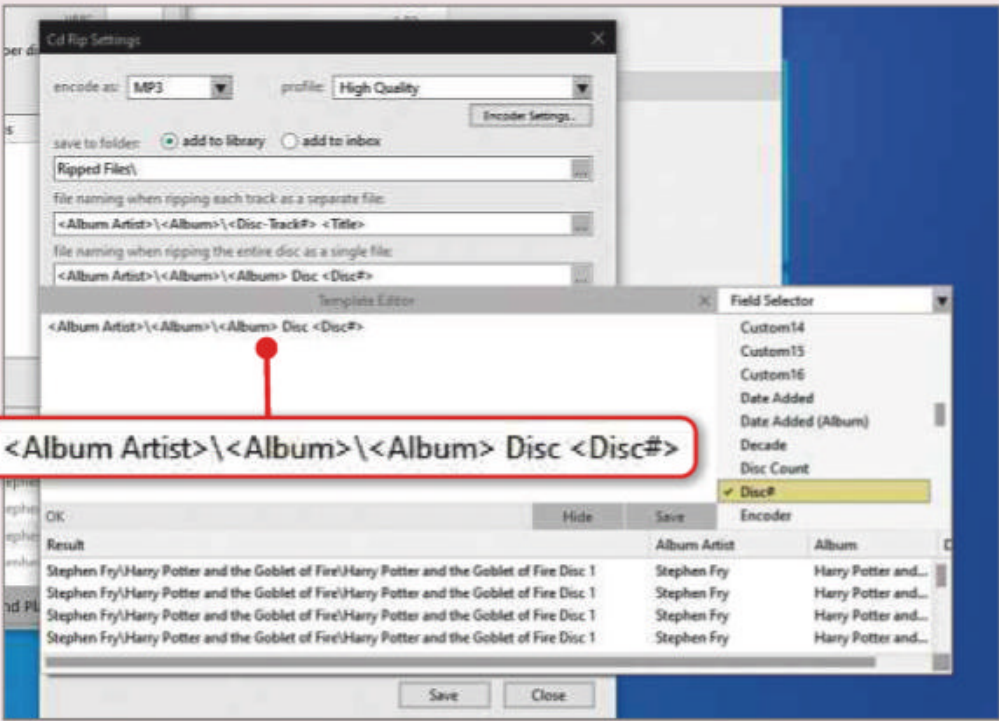 per di
Cd Rip Settings
encode as: MP3 profile: High Quality
Encoder Settings..
save to folder: add to library add to inbox
Ripped Files\ ...
file naming when ripping each track as a separate file:
<Album Artist>\<Album>\<Disc-Track#> <Title> ...
file naming when ripping the entire disc as a single file:
<Album Artist>\<Album>\<Album> Disc <Disc#> ...
Template Editor
Field Selector
<Album Artist>\<Album>\<Album> Disc <Disc#>
Custom14
Custom15
Custom16
Date Added
Date Added (Album)
Decade
<Album Artist>\<Album>\<Album> Disc <Disc#>
Disc Count
Disc#
OK Hide Save Encoder
Result Album Artist Album
Stephen Fry\Harry Potter and the Goblet of Fire\Harry Potter and the Goblet of Fire Disc 1 Stephen Fry Harry Potter and...
Stephen Fry\Harry Potter and the Goblet of Fire\Harry Potter and the Goblet of Fire Disc 1 Stephen Fry Harry Potter and...
Stephen Fry\Harry Potter and the Goblet of Fire\Harry Potter and the Goblet of Fire Disc 1 Stephen Fry Harry Potter and...
Stephen Fry\Harry Potter and the Goblet of Fire\Harry Potter and the Goblet of Fire Disc 1 Stephen Fry Harry Potter and...
nd Pl
Save Close